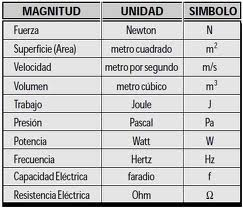 MAGNITUD UNIDAD SIMBOLO
Fuerza Newton N
Superficie (Area) metro cuadrado m²
Velocidad metro por segundo m/s
Volumen metro cúbico m³
Trabajo Joule J
Presión Pascal Pa
Potencia Watt W
Frecuencia Hertz Hz
Capacidad Eléctrica faradio f
Resistencia Eléctrica Ohm Ω